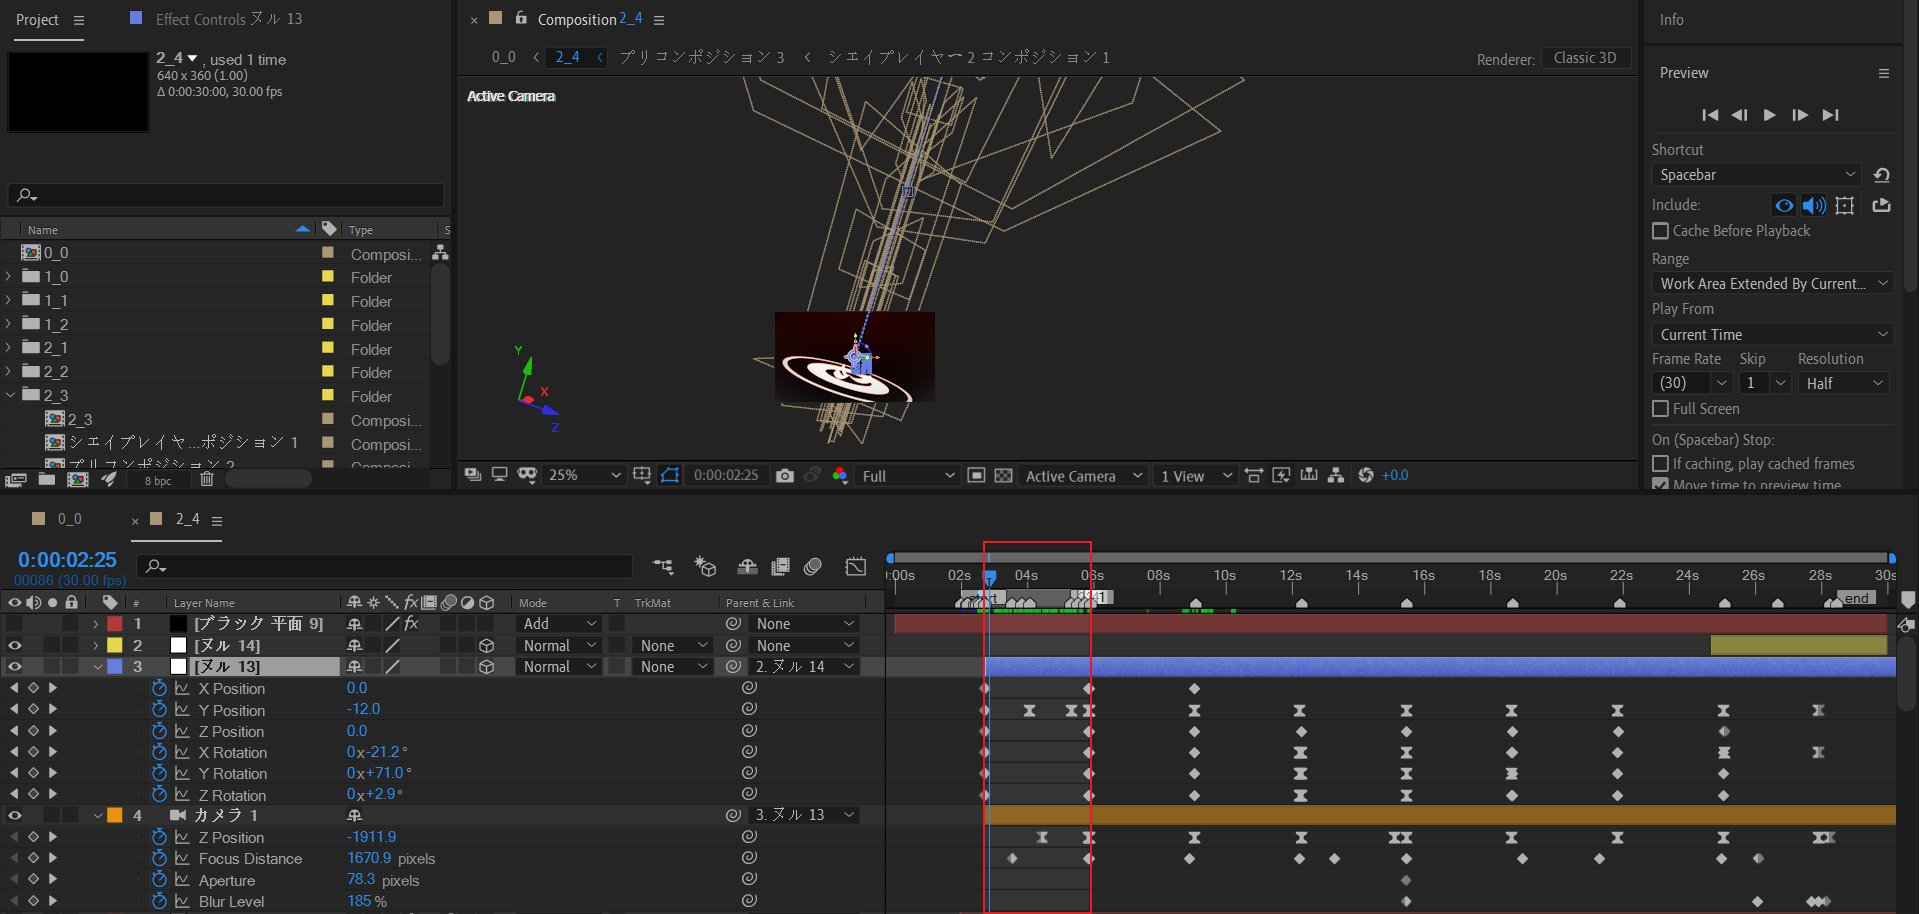 Project
Effect Controls ヌル 13
Composition 2_4
Info
2_4 , used 1 time
640 x 360 (1.00)
Δ 0:00:30:00, 30.00 fps
0_0
2_4
プリコンポジション 3
シェイプレイヤー 2 コンポジション 1
Renderer:
Classic 3D
Active Camera
Name
Type
S
0_0
Composi...
1_0
Folder
1_1
Folder
1_2
Folder
2_1
Folder
2_2
Folder
2_3
Folder
2_3
Composi...
シェイプレイヤ...ポジション 1
Composi...
プリコンポジション 2
Composi...
8 bpc
Y
X
Z
25%
0:00:02:25
Full
Active Camera
1 View
+0.0
Preview
Shortcut
Spacebar
Include:
Cache Before Playback
Range
Work Area Extended By Current...
Play From
Current Time
Frame Rate
Skip
Resolution
(30)
1
Half
Full Screen
On (Spacebar) Stop:
If caching, play cached frames
Move time to preview time
0_0
2_4
0:00:02:25
00086 (30.00 fps)
:00s
02s
04s
06s
08s
10s
12s
14s
16s
18s
20s
22s
24s
26s
28s
30s
end
#
Layer Name
fx
Mode
T
TrkMat
Parent & Link
1
[ブラック 平面 9]
fx
Add
None
2
[ヌル 14]
Normal
None
None
3
[ヌル 13]
Normal
None
2. ヌル 14
X Position
0.0
Y Position
-12.0
Z Position
0.0
X Rotation
0x-21.2°
Y Rotation
0x+71.0°
Z Rotation
0x+2.9°
4
カメラ 1
3. ヌル 13
Z Position
-1911.9
Focus Distance
1670.9 pixels
Aperture
78.3 pixels
Blur Level
185 %